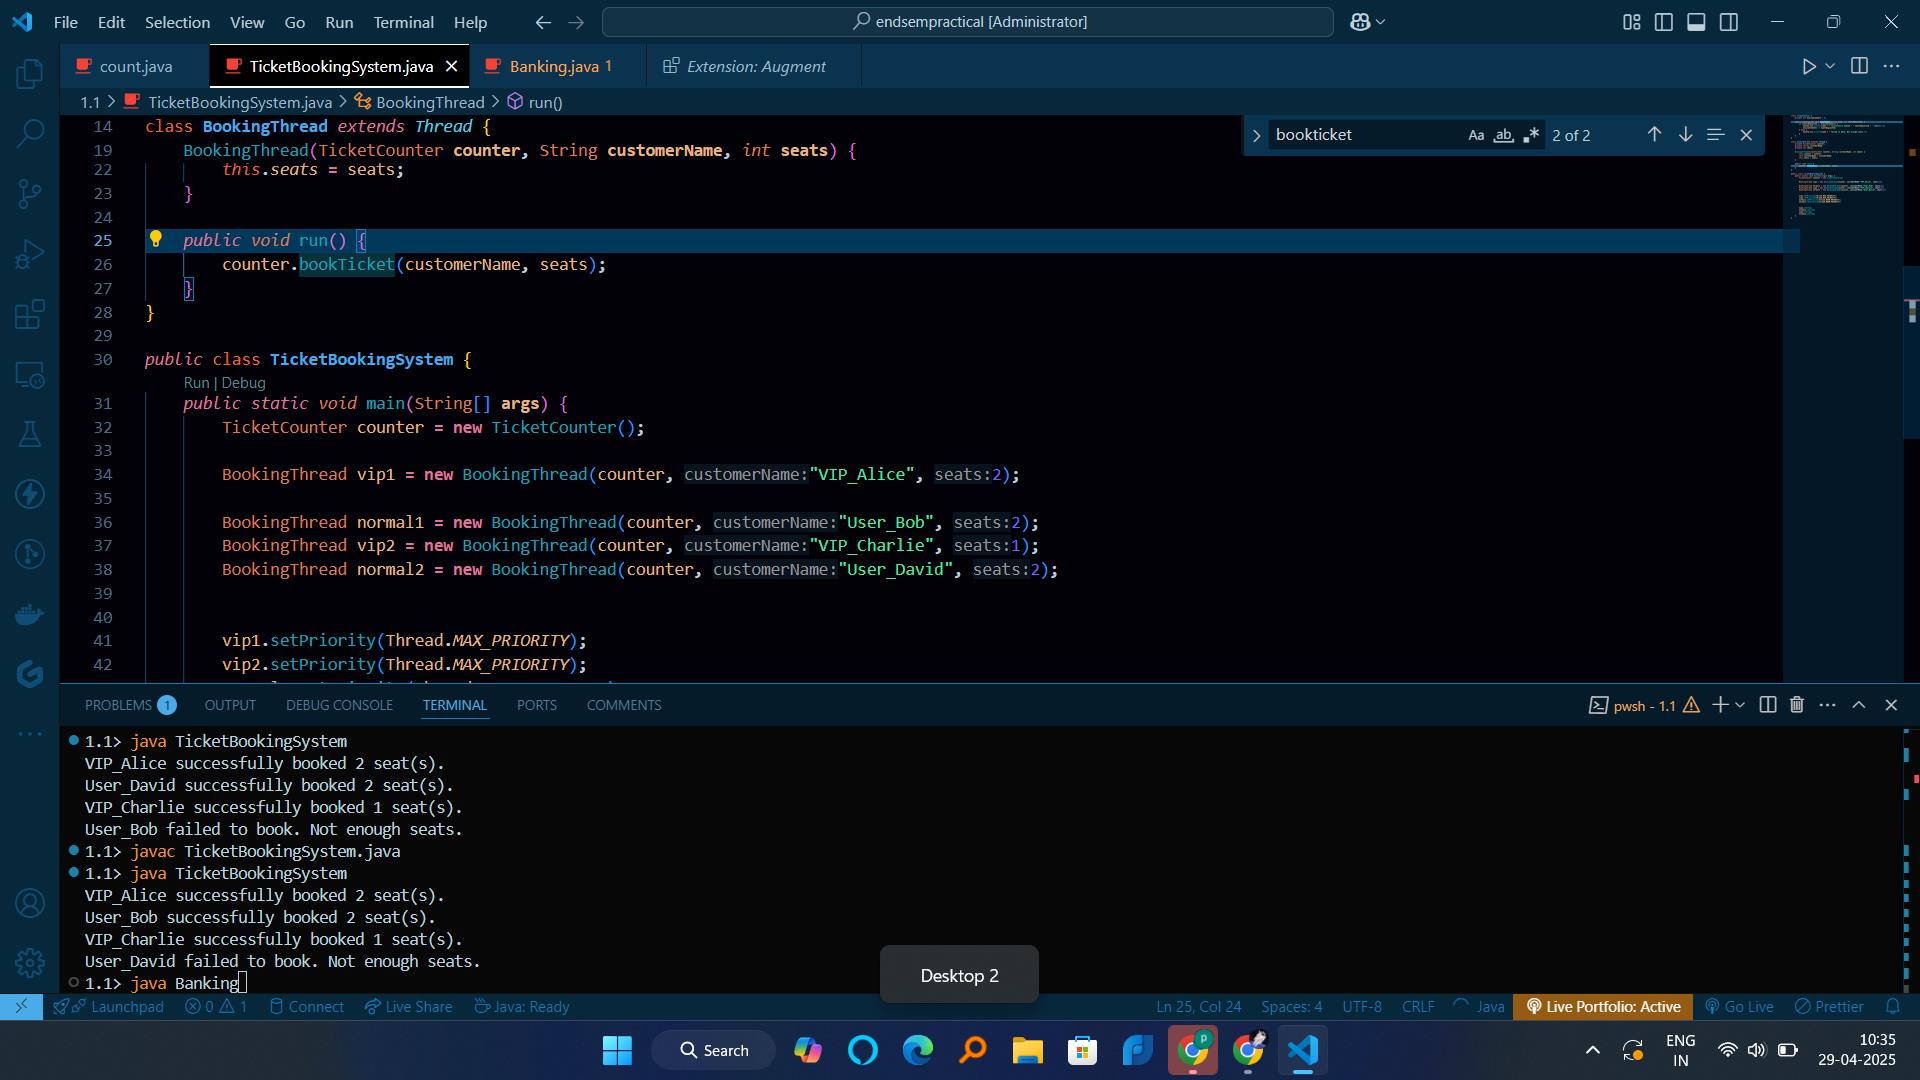 File Edit Selection View Go Run Terminal Help
endsempractical [Administrator]
count.java
TicketBookingSystem.java
Banking.java 1
Extension: Augment
1.1 > TicketBookingSystem.java > BookingThread > run()
bookticket
Aa ab 2 of 2
14 class BookingThread extends Thread {
19 BookingThread(TicketCounter counter, String customerName, int seats) {
22 this.seats = seats;
23 }
24
25 public void run() {
26 counter.bookTicket(customerName, seats);
27 }
28 }
29
30 public class TicketBookingSystem {
Run | Debug
31 public static void main(String[] args) {
32 TicketCounter counter = new TicketCounter();
33
34 BookingThread vip1 = new BookingThread(counter, customerName:"VIP_Alice", seats:2);
35
36 BookingThread normal1 = new BookingThread(counter, customerName:"User_Bob", seats:2);
37 BookingThread vip2 = new BookingThread(counter, customerName:"VIP_Charlie", seats:1);
38 BookingThread normal2 = new BookingThread(counter, customerName:"User_David", seats:2);
39
40
41 vip1.setPriority(Thread.MAX_PRIORITY);
42 vip2.setPriority(Thread.MAX_PRIORITY);
PROBLEMS 1 OUTPUT DEBUG CONSOLE TERMINAL PORTS COMMENTS
pwsh - 1.1
1.1> java TicketBookingSystem
VIP_Alice successfully booked 2 seat(s).
User_David successfully booked 2 seat(s).
VIP_Charlie successfully booked 1 seat(s).
User_Bob failed to book. Not enough seats.
1.1> javac TicketBookingSystem.java
1.1> java TicketBookingSystem
VIP_Alice successfully booked 2 seat(s).
User_Bob successfully booked 2 seat(s).
VIP_Charlie successfully booked 1 seat(s).
User_David failed to book. Not enough seats.
1.1> java Banking
Desktop 2
Launchpad 0 1 Connect Live Share Java: Ready
Ln 25, Col 24 Spaces: 4 UTF-8 CRLF Java Live Portfolio: Active Go Live Prettier
Search
ENG
IN
10:35
29-04-2025